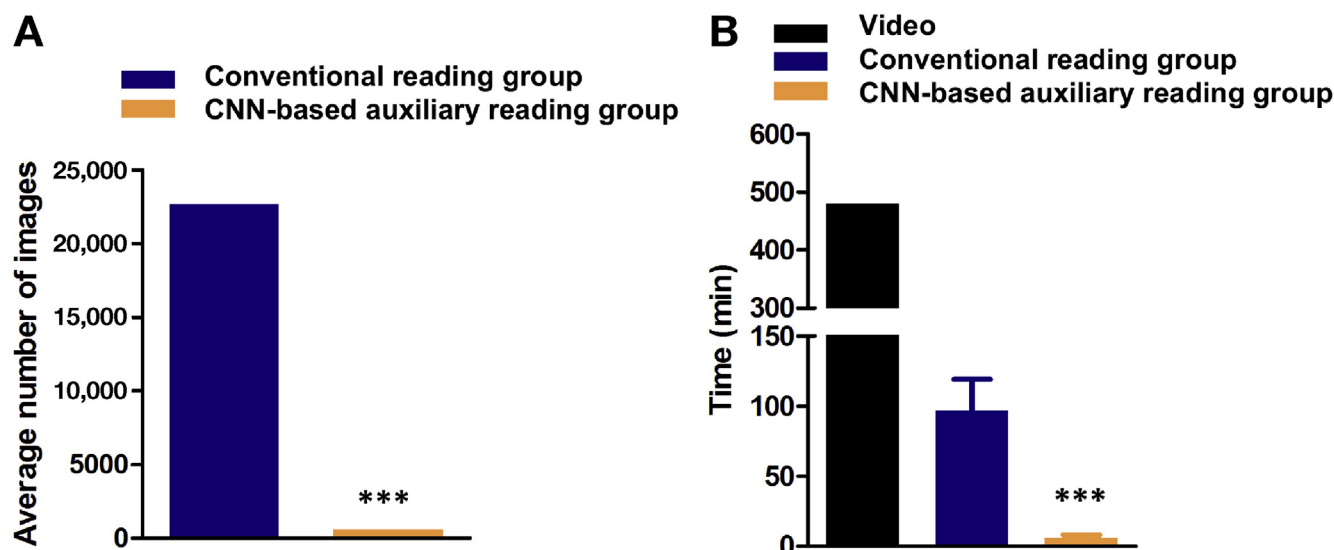 A
Conventional reading group
CNN-based auxiliary reading group
Average number of images
25,000
20,000
15,000
10,000
5000
0
***
B
Video
Conventional reading group
CNN-based auxiliary reading group
Time (min)
600
500
400
300
150
100
50
0
***